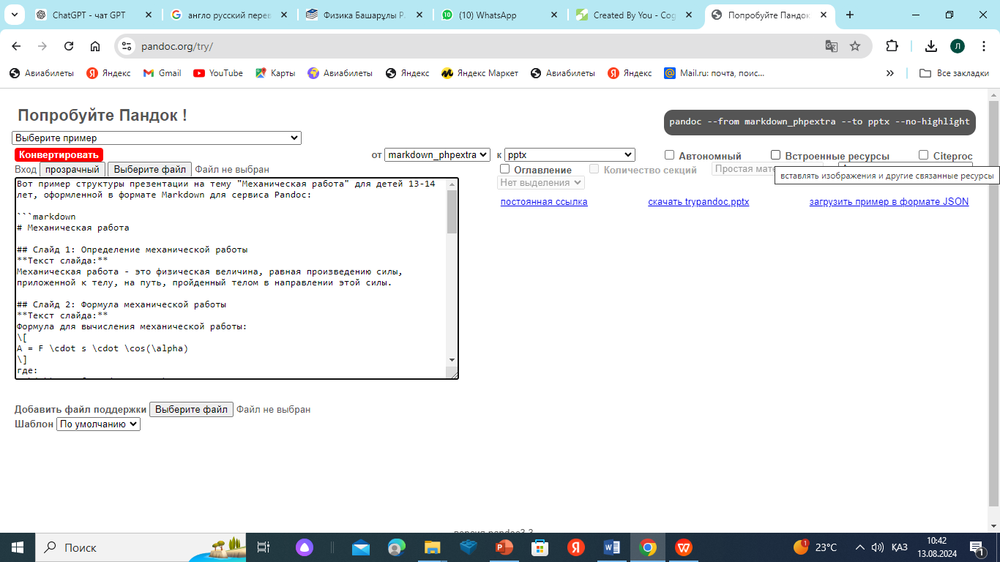 ChatGPT - чат GPT
англо русский перев
Физика Башарұлы Р.
(10) WhatsApp
Created By You - Cog
Попробуйте Пандок
pandoc.org/try/
Л
Авиабилеты
Яндекс
Gmail
YouTube
Карты
Авиабилеты
Яндекс
Яндекс Маркет
Авиабилеты
Яндекс
Mail.ru: почта, поис...
Все закладки
Попробуйте Пандок !
pandoc --from markdown_phpextra --to pptx --no-highlight
Выберите пример
Конвертировать
от markdown_phpextra к pptx
Автономный
Встроенные ресурсы
Citeproc
Вход прозрачный Выберите файл Файл не выбран
Оглавление
Количество секций
Простая мате
вставлять изображения и другие связанные ресурсы
Нет выделения
постоянная ссылка
скачать trypandoc.pptx
загрузить пример в формате JSON
Вот пример структуры презентации на тему "Механическая работа" для детей 13-14
лет, оформленной в формате Markdown для сервиса Pandoc:
```markdown
# Механическая работа
## Слайд 1: Определение механической работы
**Текст слайда:**
Механическая работа - это физическая величина, равная произведению силы,
приложенной к телу, на путь, пройденный телом в направлении этой силы.
## Слайд 2: Формула механической работы
**Текст слайда:**
Формула для вычисления механической работы:
\[
A = F \cdot s \cdot \cos(\alpha)
\]
где:
Добавить файл поддержки Выберите файл Файл не выбран
Шаблон По умолчанию
версия pandoc3.3
Поиск
1
23°C
ҚАЗ
10:42
13.08.2024
1